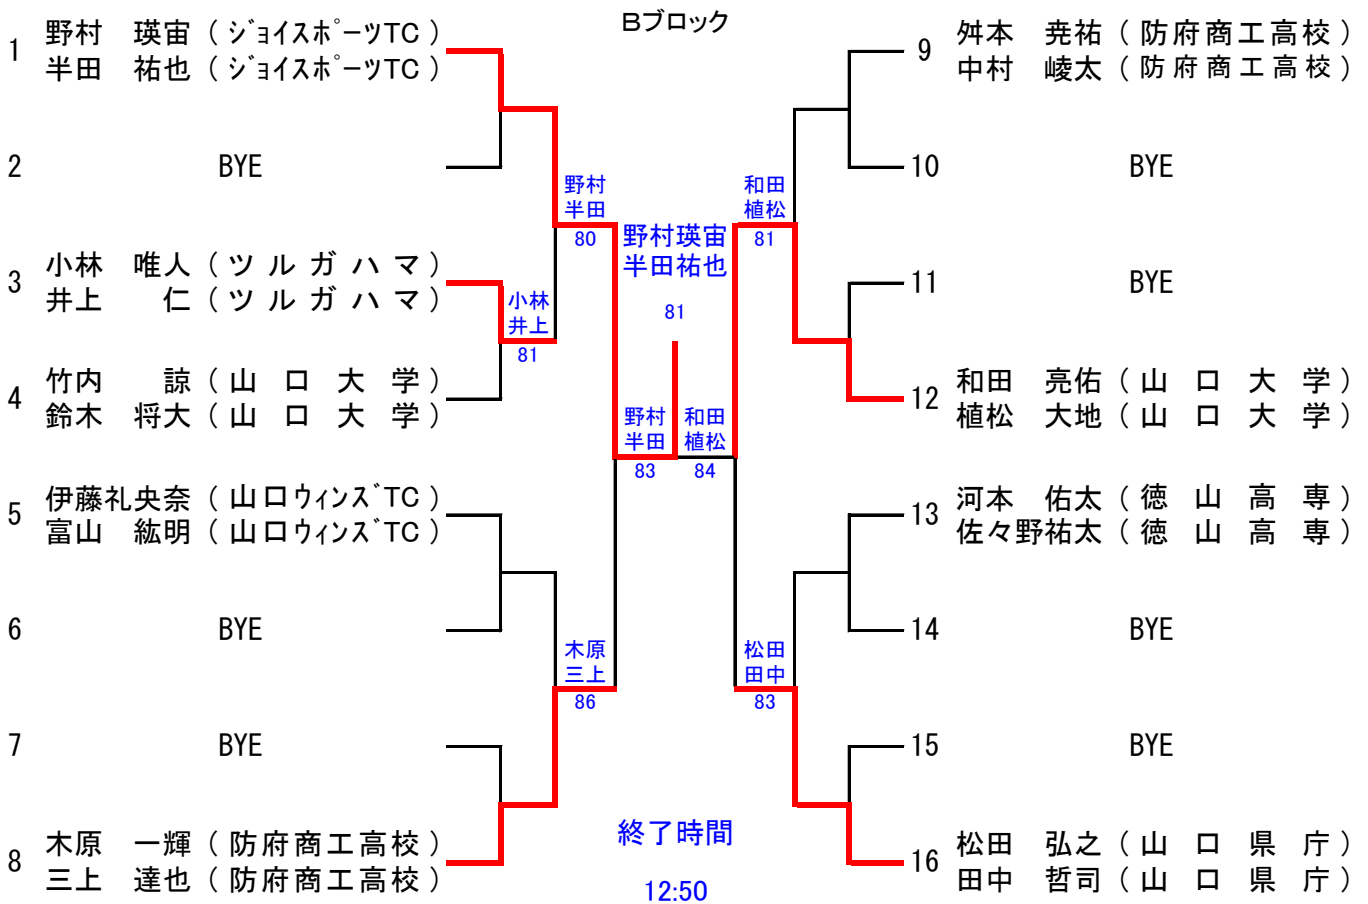 Bブロック
1 野村 瑛宙 ( ジョイスポーツTC )
半田 祐也 ( ジョイスポーツTC )
2 BYE
3 小林 唯人 ( ツルガハマ )
井上 仁 ( ツルガハマ )
4 竹内 諒 ( 山口大学 )
鈴木 将大 ( 山口大学 )
5 伊藤礼央奈 ( 山口ウィンズTC )
富山 紘明 ( 山口ウィンズTC )
6 BYE
7 BYE
8 木原 一輝 ( 防府商工高校 )
三上 達也 ( 防府商工高校 )
小林
井上
81
野村
半田
80
木原
三上
86
野村
半田
83
野村瑛宙
半田祐也
81
和田
植松
84
和田
植松
81
松田
田中
83
終了時間
12:50
9 舛本 尭祐 ( 防府商工高校 )
中村 崚太 ( 防府商工高校 )
10 BYE
11 BYE
12 和田 亮佑 ( 山口大学 )
植松 大地 ( 山口大学 )
13 河本 佑太 ( 徳山高専 )
佐々野祐太 ( 徳山高専 )
14 BYE
15 BYE
16 松田 弘之 ( 山口県庁 )
田中 哲司 ( 山口県庁 )